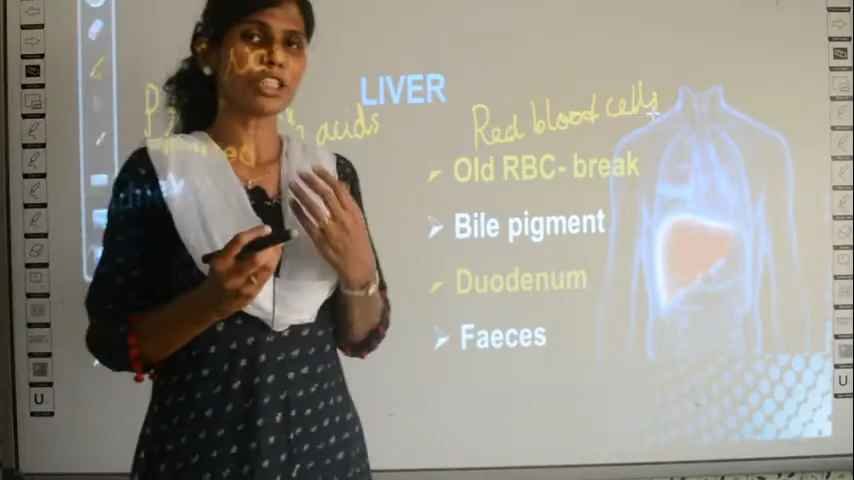 LIVER
acids
Red blood cells
Old RBC- break
Bile pigment
Duodenum
Faeces
U
U